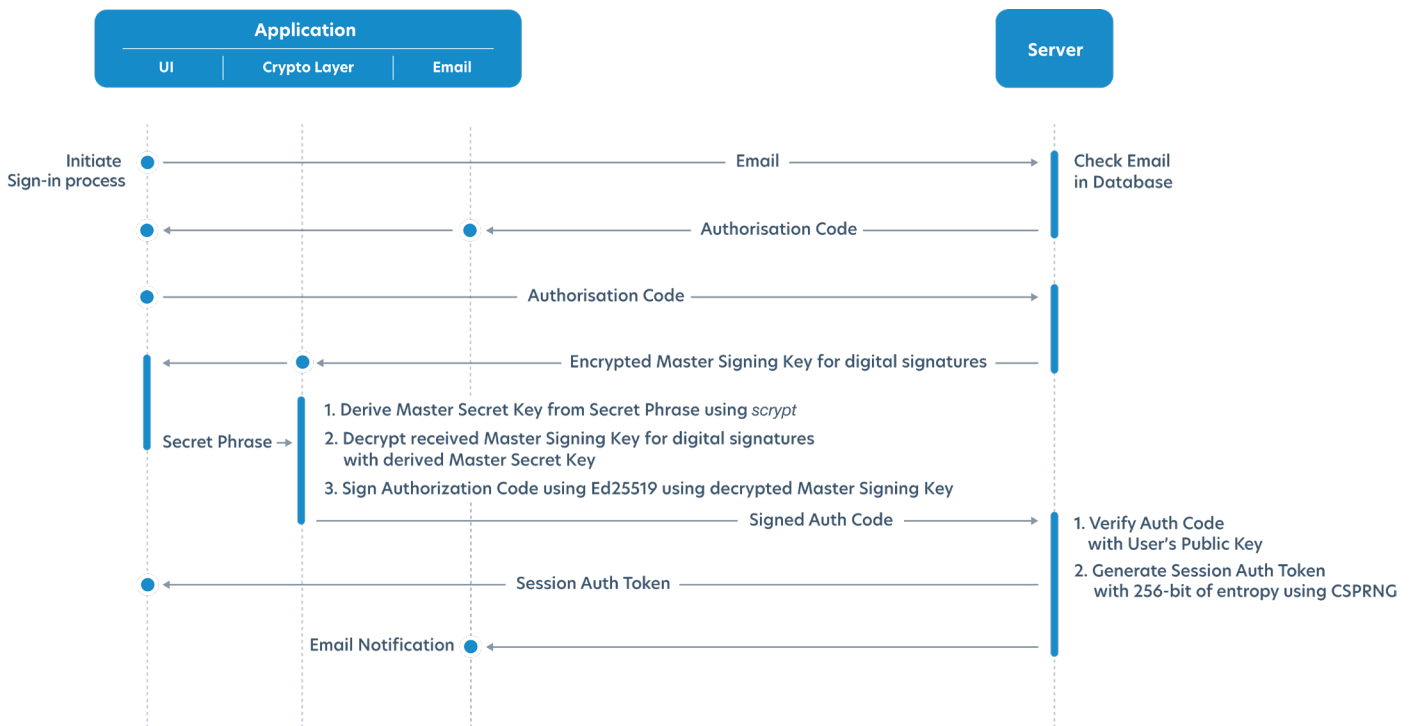 Application
Server
UI
Crypto Layer
Email
Initiate
Sign-in process
Email
Check Email
in Database
Authorisation Code
Authorisation Code
Encrypted Master Signing Key for digital signatures
Secret Phrase
1. Derive Master Secret Key from Secret Phrase using scrypt
2. Decrypt received Master Signing Key for digital signatures
with derived Master Secret Key
3. Sign Authorization Code using Ed25519 using decrypted Master Signing Key
Signed Auth Code
1. Verify Auth Code
with User's Public Key
2. Generate Session Auth Token
with 256-bit of entropy using CSPRNG
Session Auth Token
Email Notification